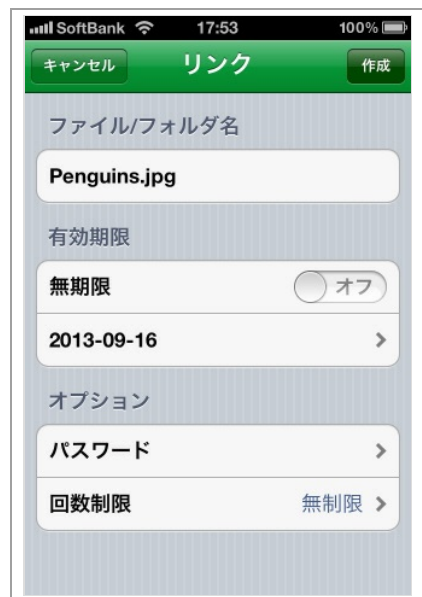 SoftBank 17:53 100%
キャンセル リンク 作成
ファイル/フォルダ名
Penguins.jpg
有効期限
無期限 オフ
2013-09-16
オプション
パスワード
回数制限 無制限